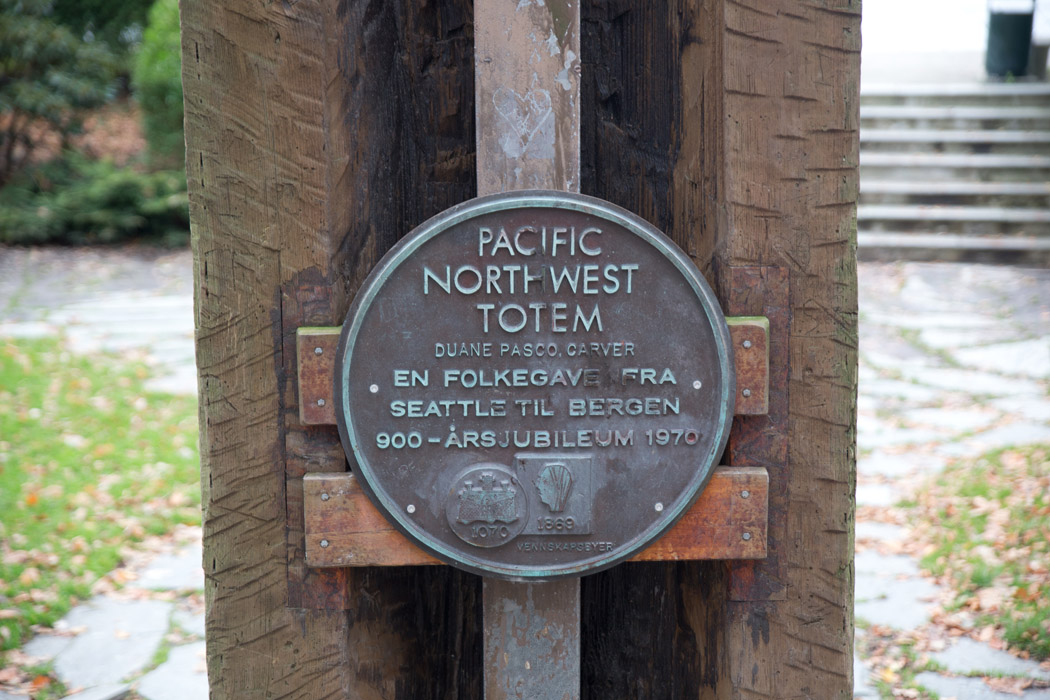 PACIFIC
NORTHWEST
TOTEM
DUANE PASCO, CARVER
EN FOLKEGAVE FRA
SEATTLE TIL BERGEN
900-ÅRSJUBILEUM 1970
1070
1869
VENNSKAPSBYER